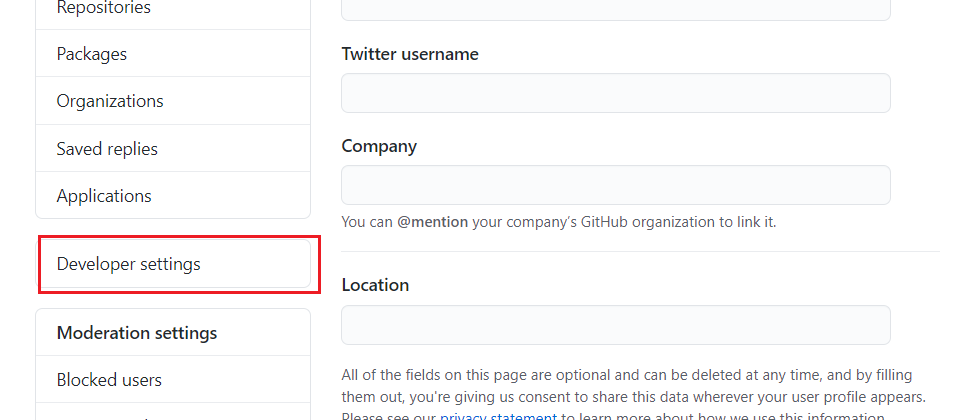 Repositories
Packages
Organizations
Saved replies
Applications
Developer settings
Moderation settings
Blocked users
Twitter username
Company
You can @mention your company's GitHub organization to link it.
Location
All of the fields on this page are optional and can be deleted at any time, and by filling
them out, you're giving us consent to share this data wherever your user profile appears.
Please see our privacy statement to learn more about how we use this information.